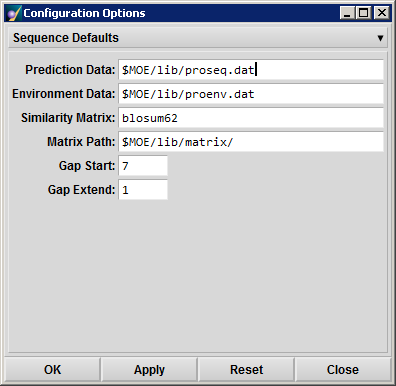 Configuration Options
Sequence Defaults
Prediction Data: $MOE/lib/proseq.dat
Environment Data: $MOE/lib/proenv.dat
Similarity Matrix: blosum62
Matrix Path: $MOE/lib/matrix/
Gap Start: 7
Gap Extend: 1
OK Apply Reset Close